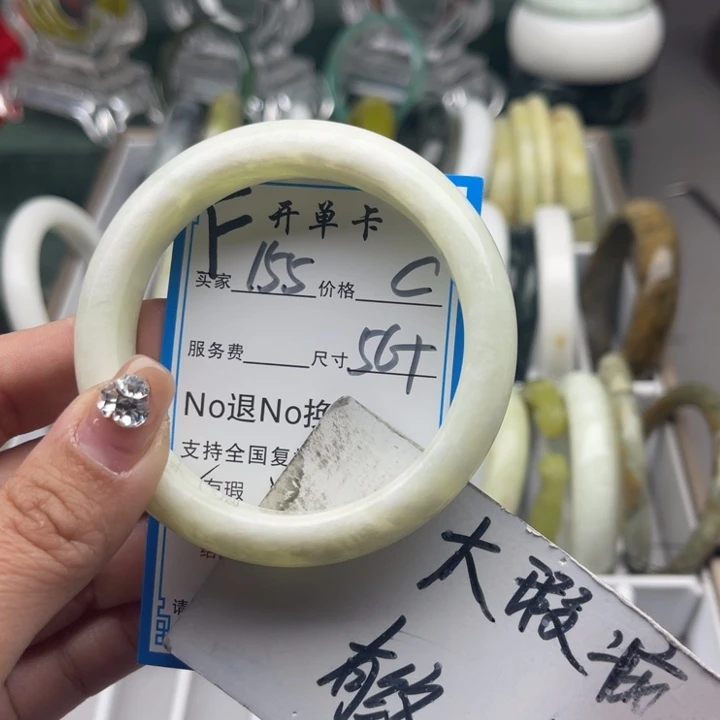 F 开单卡
买家 155 价格 C
服务费 尺寸 56+
No退No换
支持全国复
有瑕
请
大瑕
有